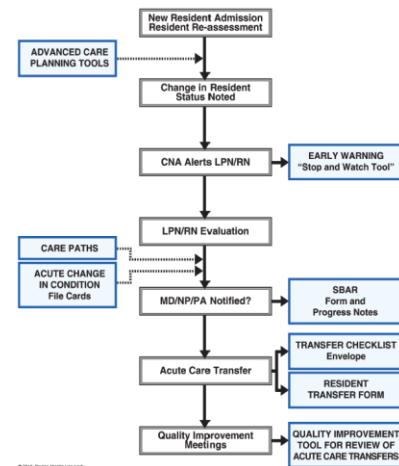 New Resident Admission
Resident Re-assessment
ADVANCED CARE
PLANNING TOOLS
Change in Resident
Status Noted
CNA Alerts LPN/RN
EARLY WARNING
“Stop and Watch Tool”
LPN/RN Evaluation
CARE PATHS
ACUTE CHANGE
IN CONDITION
File Cards
MD/NP/PA Notified?
SBAR
Form and
Progress Notes
TRANSFER CHECKLIST
Envelope
Acute Care Transfer
RESIDENT
TRANSFER FORM
Quality Improvement
Meetings
QUALITY IMPROVEMENT
TOOL FOR REVIEW OF
ACUTE CARE TRANSFERS